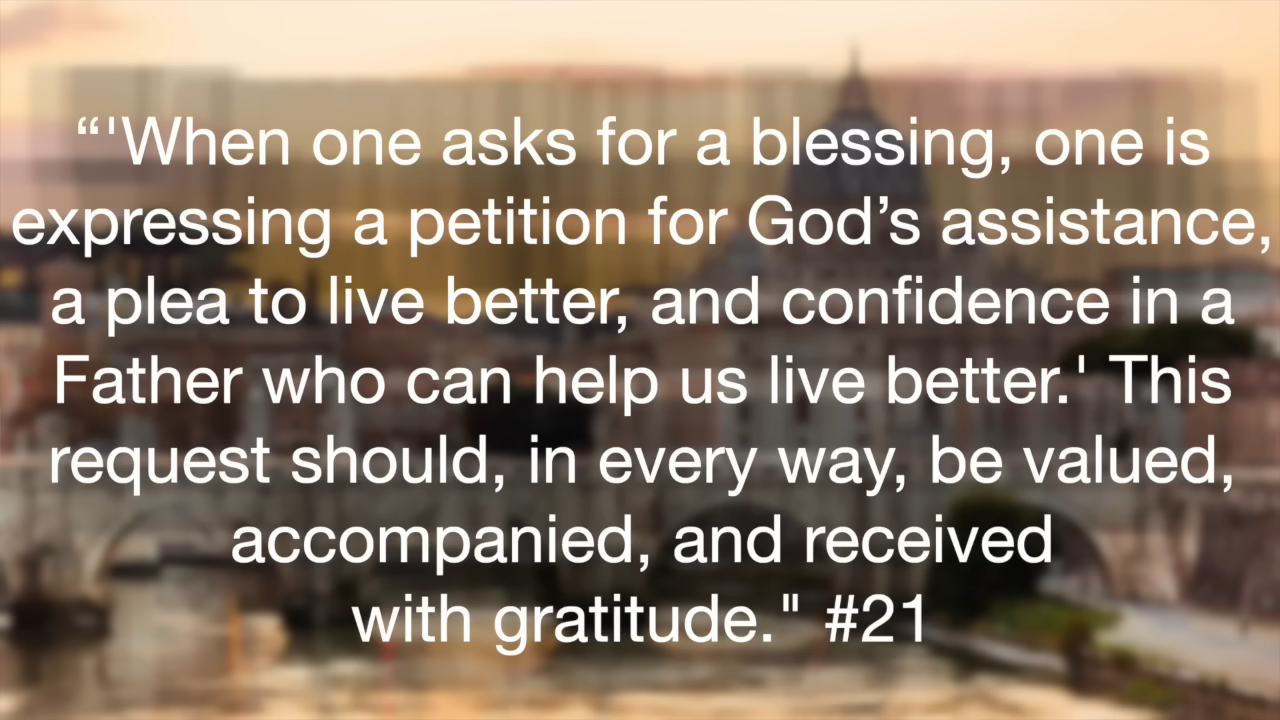 “'When one asks for a blessing, one is
expressing a petition for God’s assistance,
a plea to live better, and confidence in a
Father who can help us live better.' This
request should, in every way, be valued,
accompanied, and received
with gratitude." #21